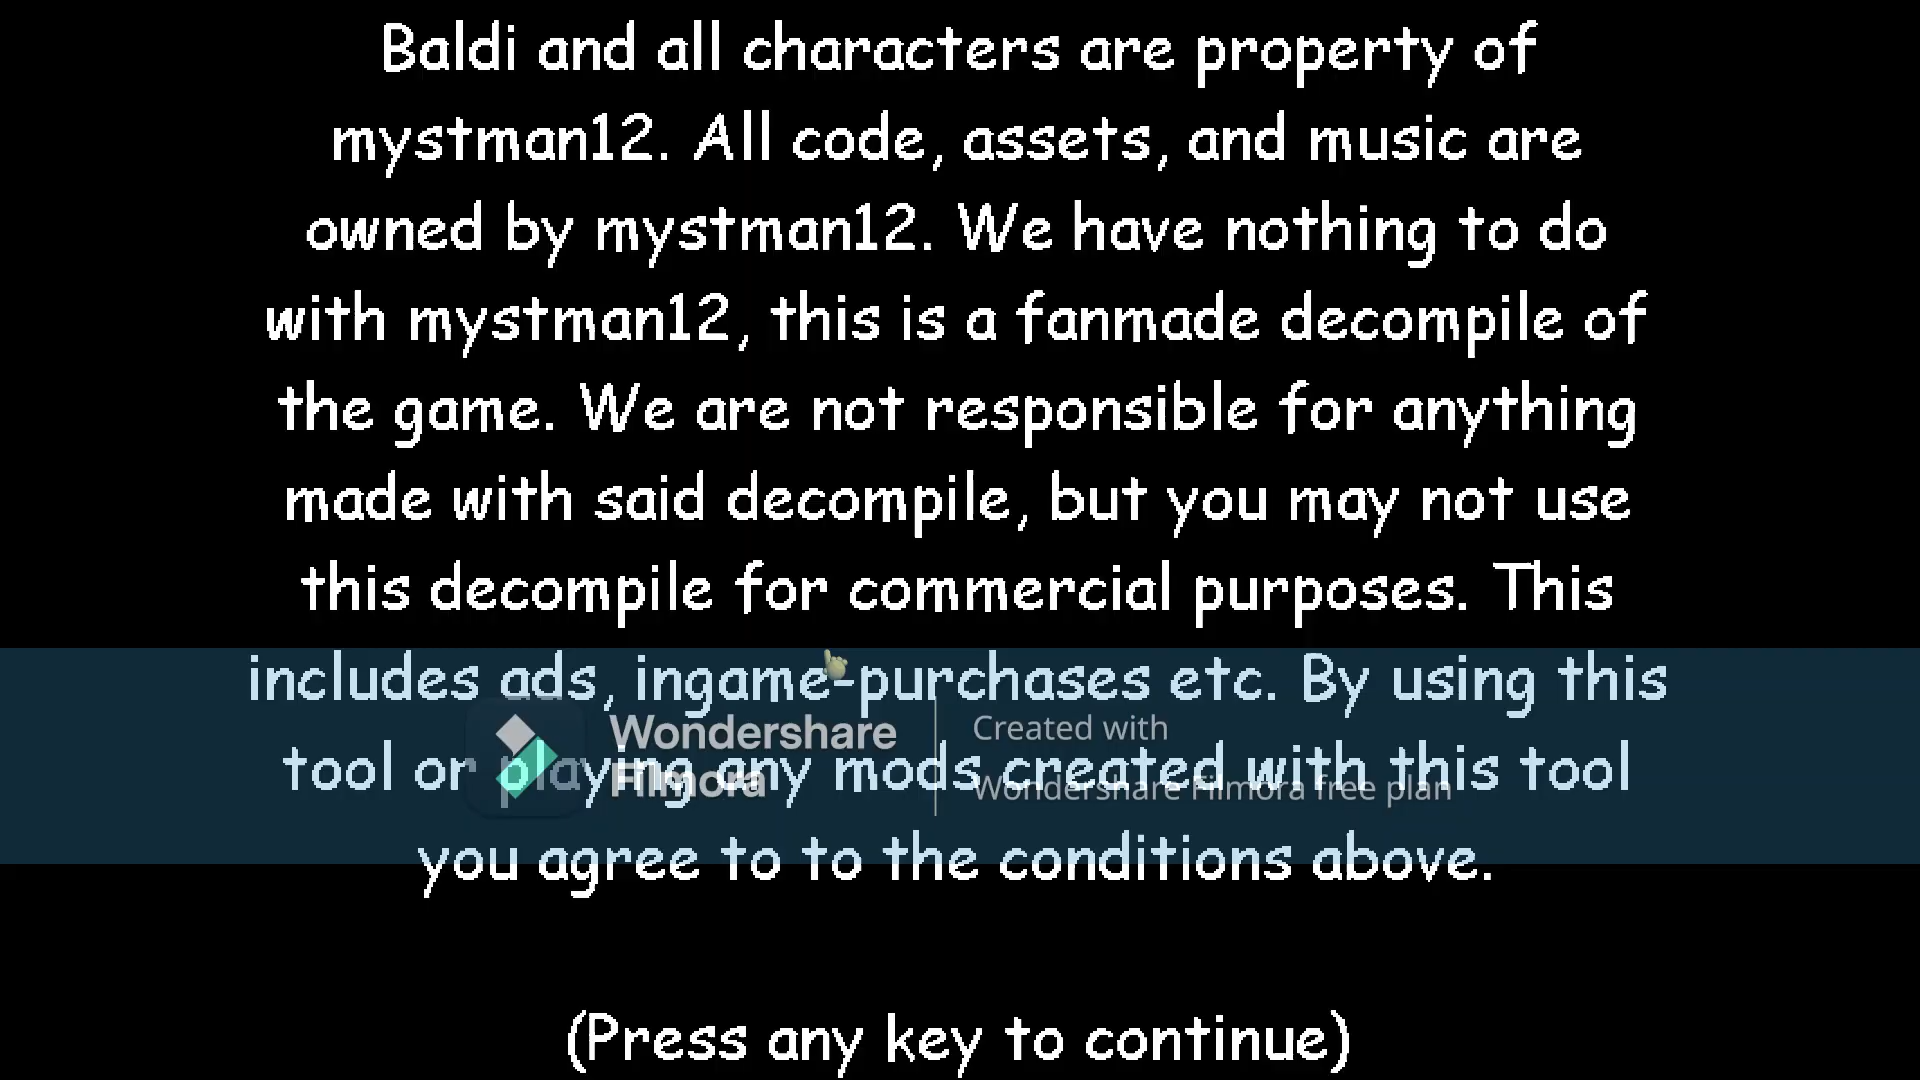 Baldi and all characters are property of
mystman12. All code, assets, and music are
owned by mystman12. We have nothing to do
with mystman12, this is a fanmade decompile of
the game. We are not responsible for anything
made with said decompile, but you may not use
this decompile for commercial purposes. This
includes ads, ingame-purchases etc. By using this
tool or playing any mods created with this tool
you agree to to the conditions above.
(Press any key to continue)
Wondershare
Filmora
Created with
Wondershare Filmora free plan